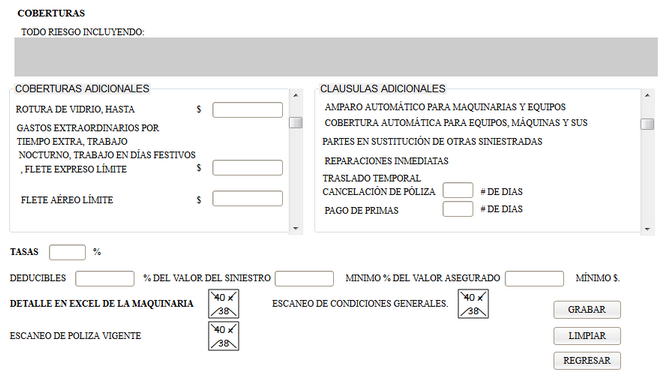 COBERTURAS
TODO RIESGO INCLUYENDO:
COBERTURAS ADICIONALES
ROTURA DE VIDRIO, HASTA $
GASTOS EXTRAORDINARIOS POR
TIEMPO EXTRA, TRABAJO
NOCTURNO, TRABAJO EN DÍAS FESTIVOS
, FLETE EXPRESO LÍMITE $
FLETE AÉREO LÍMITE $
CLAUSULAS ADICIONALES
AMPARO AUTOMÁTICO PARA MAQUINARIAS Y EQUIPOS
COBERTURA AUTOMÁTICA PARA EQUIPOS, MÁQUINAS Y SUS
PARTES EN SUSTITUCIÓN DE OTRAS SINIESTRADAS
REPARACIONES INMEDIATAS
TRASLADO TEMPORAL
CANCELACIÓN DE PÓLIZA # DE DIAS
PAGO DE PRIMAS # DE DIAS
TASAS %
DEDUCIBLES % DEL VALOR DEL SINIESTRO MINIMO % DEL VALOR ASEGURADO MÍNIMO $.
DETALLE EN EXCEL DE LA MAQUINARIA 40 x 38 ESCANEO DE CONDICIONES GENERALES. 40 x 38
GRABAR
ESCANEO DE POLIZA VIGENTE 40 x 38 LIMPIAR
REGRESAR